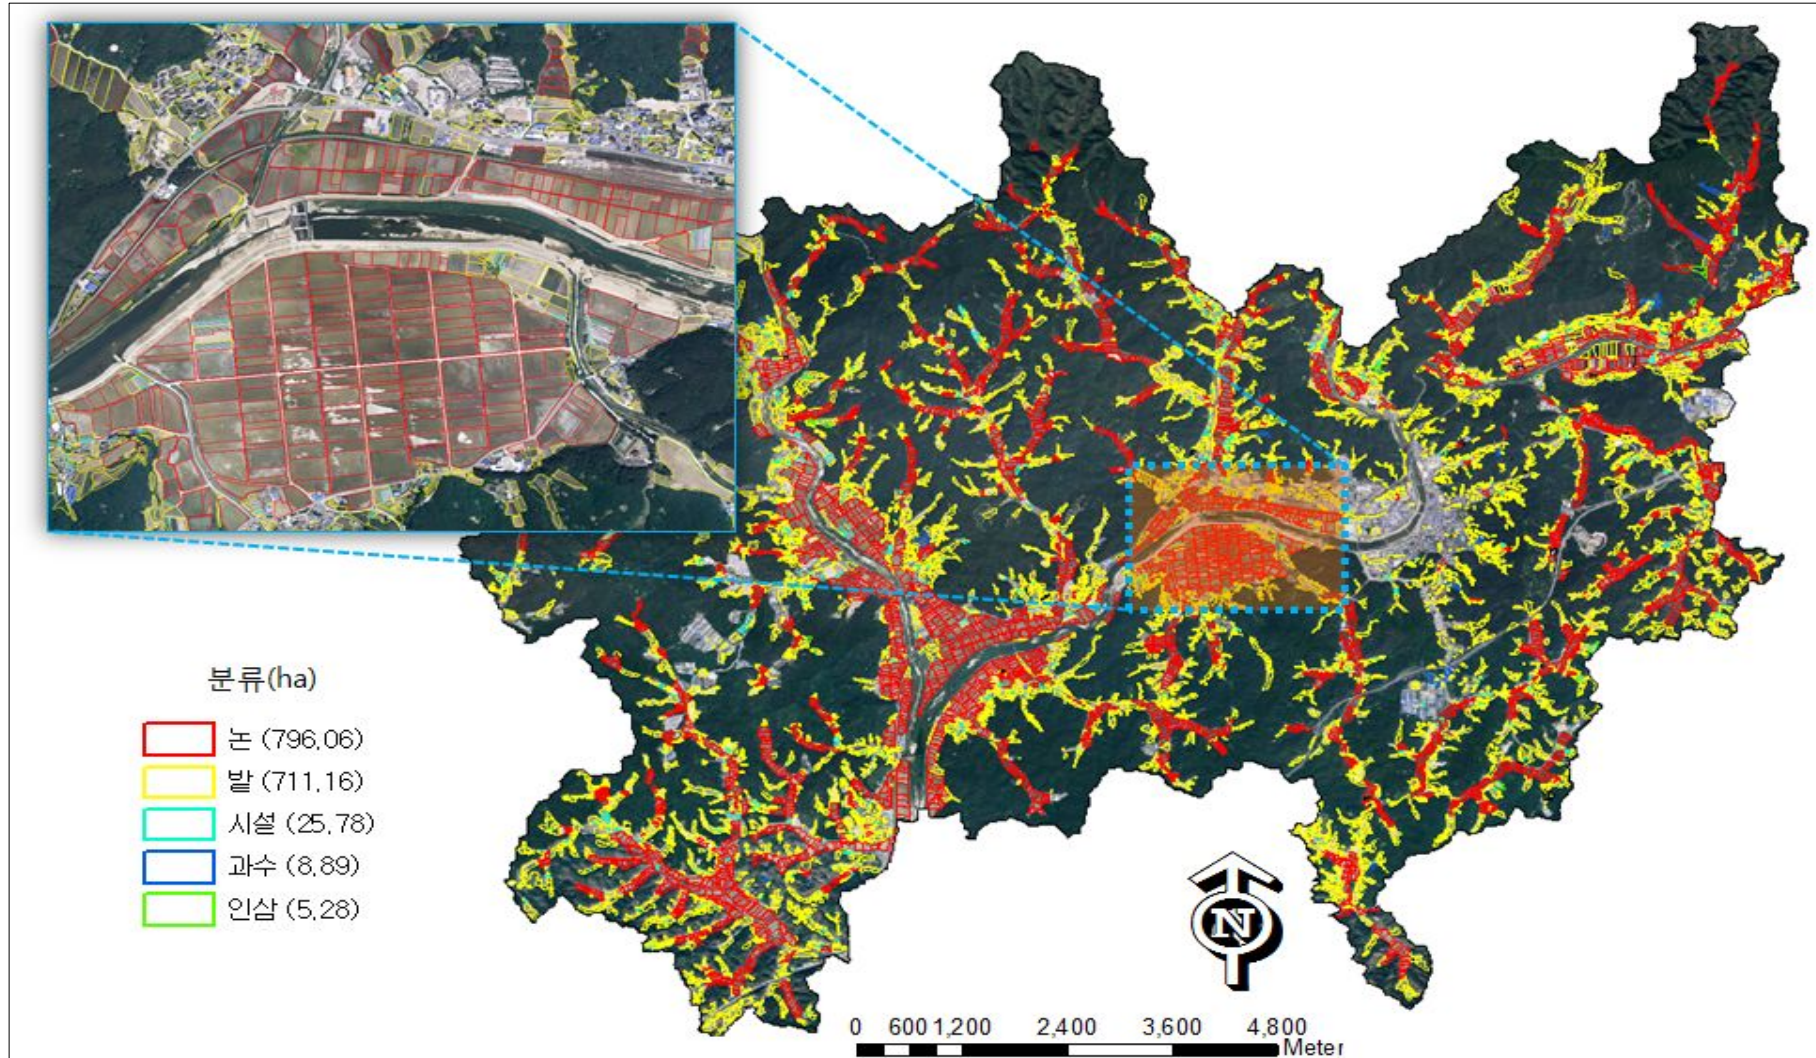 분류(ha)
논 (796,06)
밭 (711,16)
시설 (25,78)
과수 (8,89)
인삼 (5,28)
N
0 600 1,200 2,400 3,600 4,800
Meter